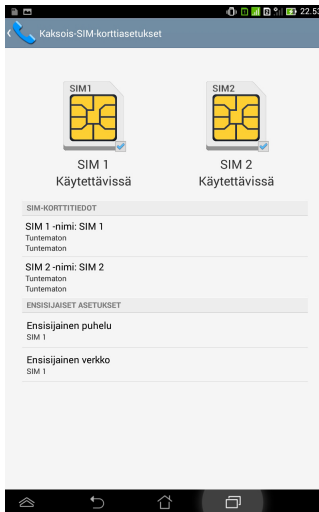 22.53
Kaksois-SIM-korttiasetukset
SIM1
SIM2
SIM 1
Käytettävissä
SIM 2
Käytettävissä
SIM-KORTTITIEDOT
SIM 1 -nimi: SIM 1
Tuntematon
Tuntematon
SIM 2 -nimi: SIM 2
Tuntematon
Tuntematon
ENSISIJAISET ASETUKSET
Ensisijainen puhelu
SIM 1
Ensisijainen verkko
SIM 1